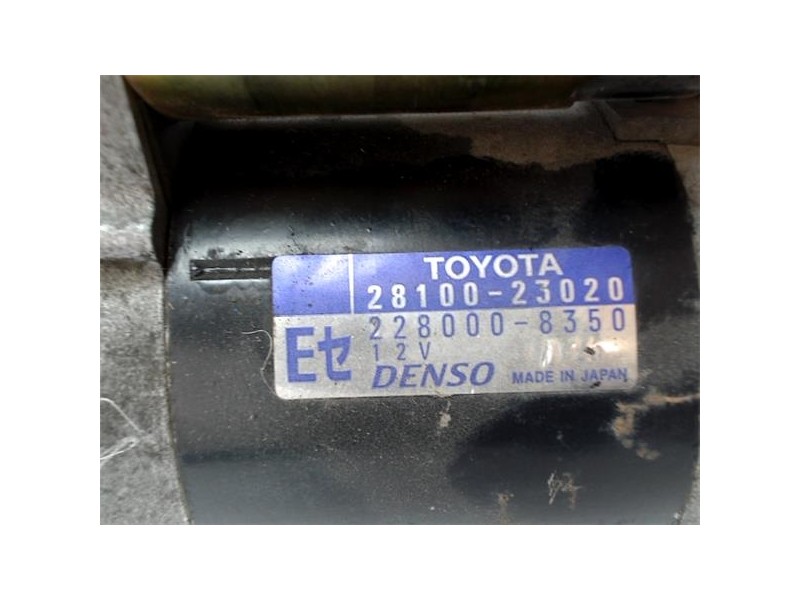 TOYOTA
28100-23020
228000-8350
Eセ 12V
DENSO MADE IN JAPAN